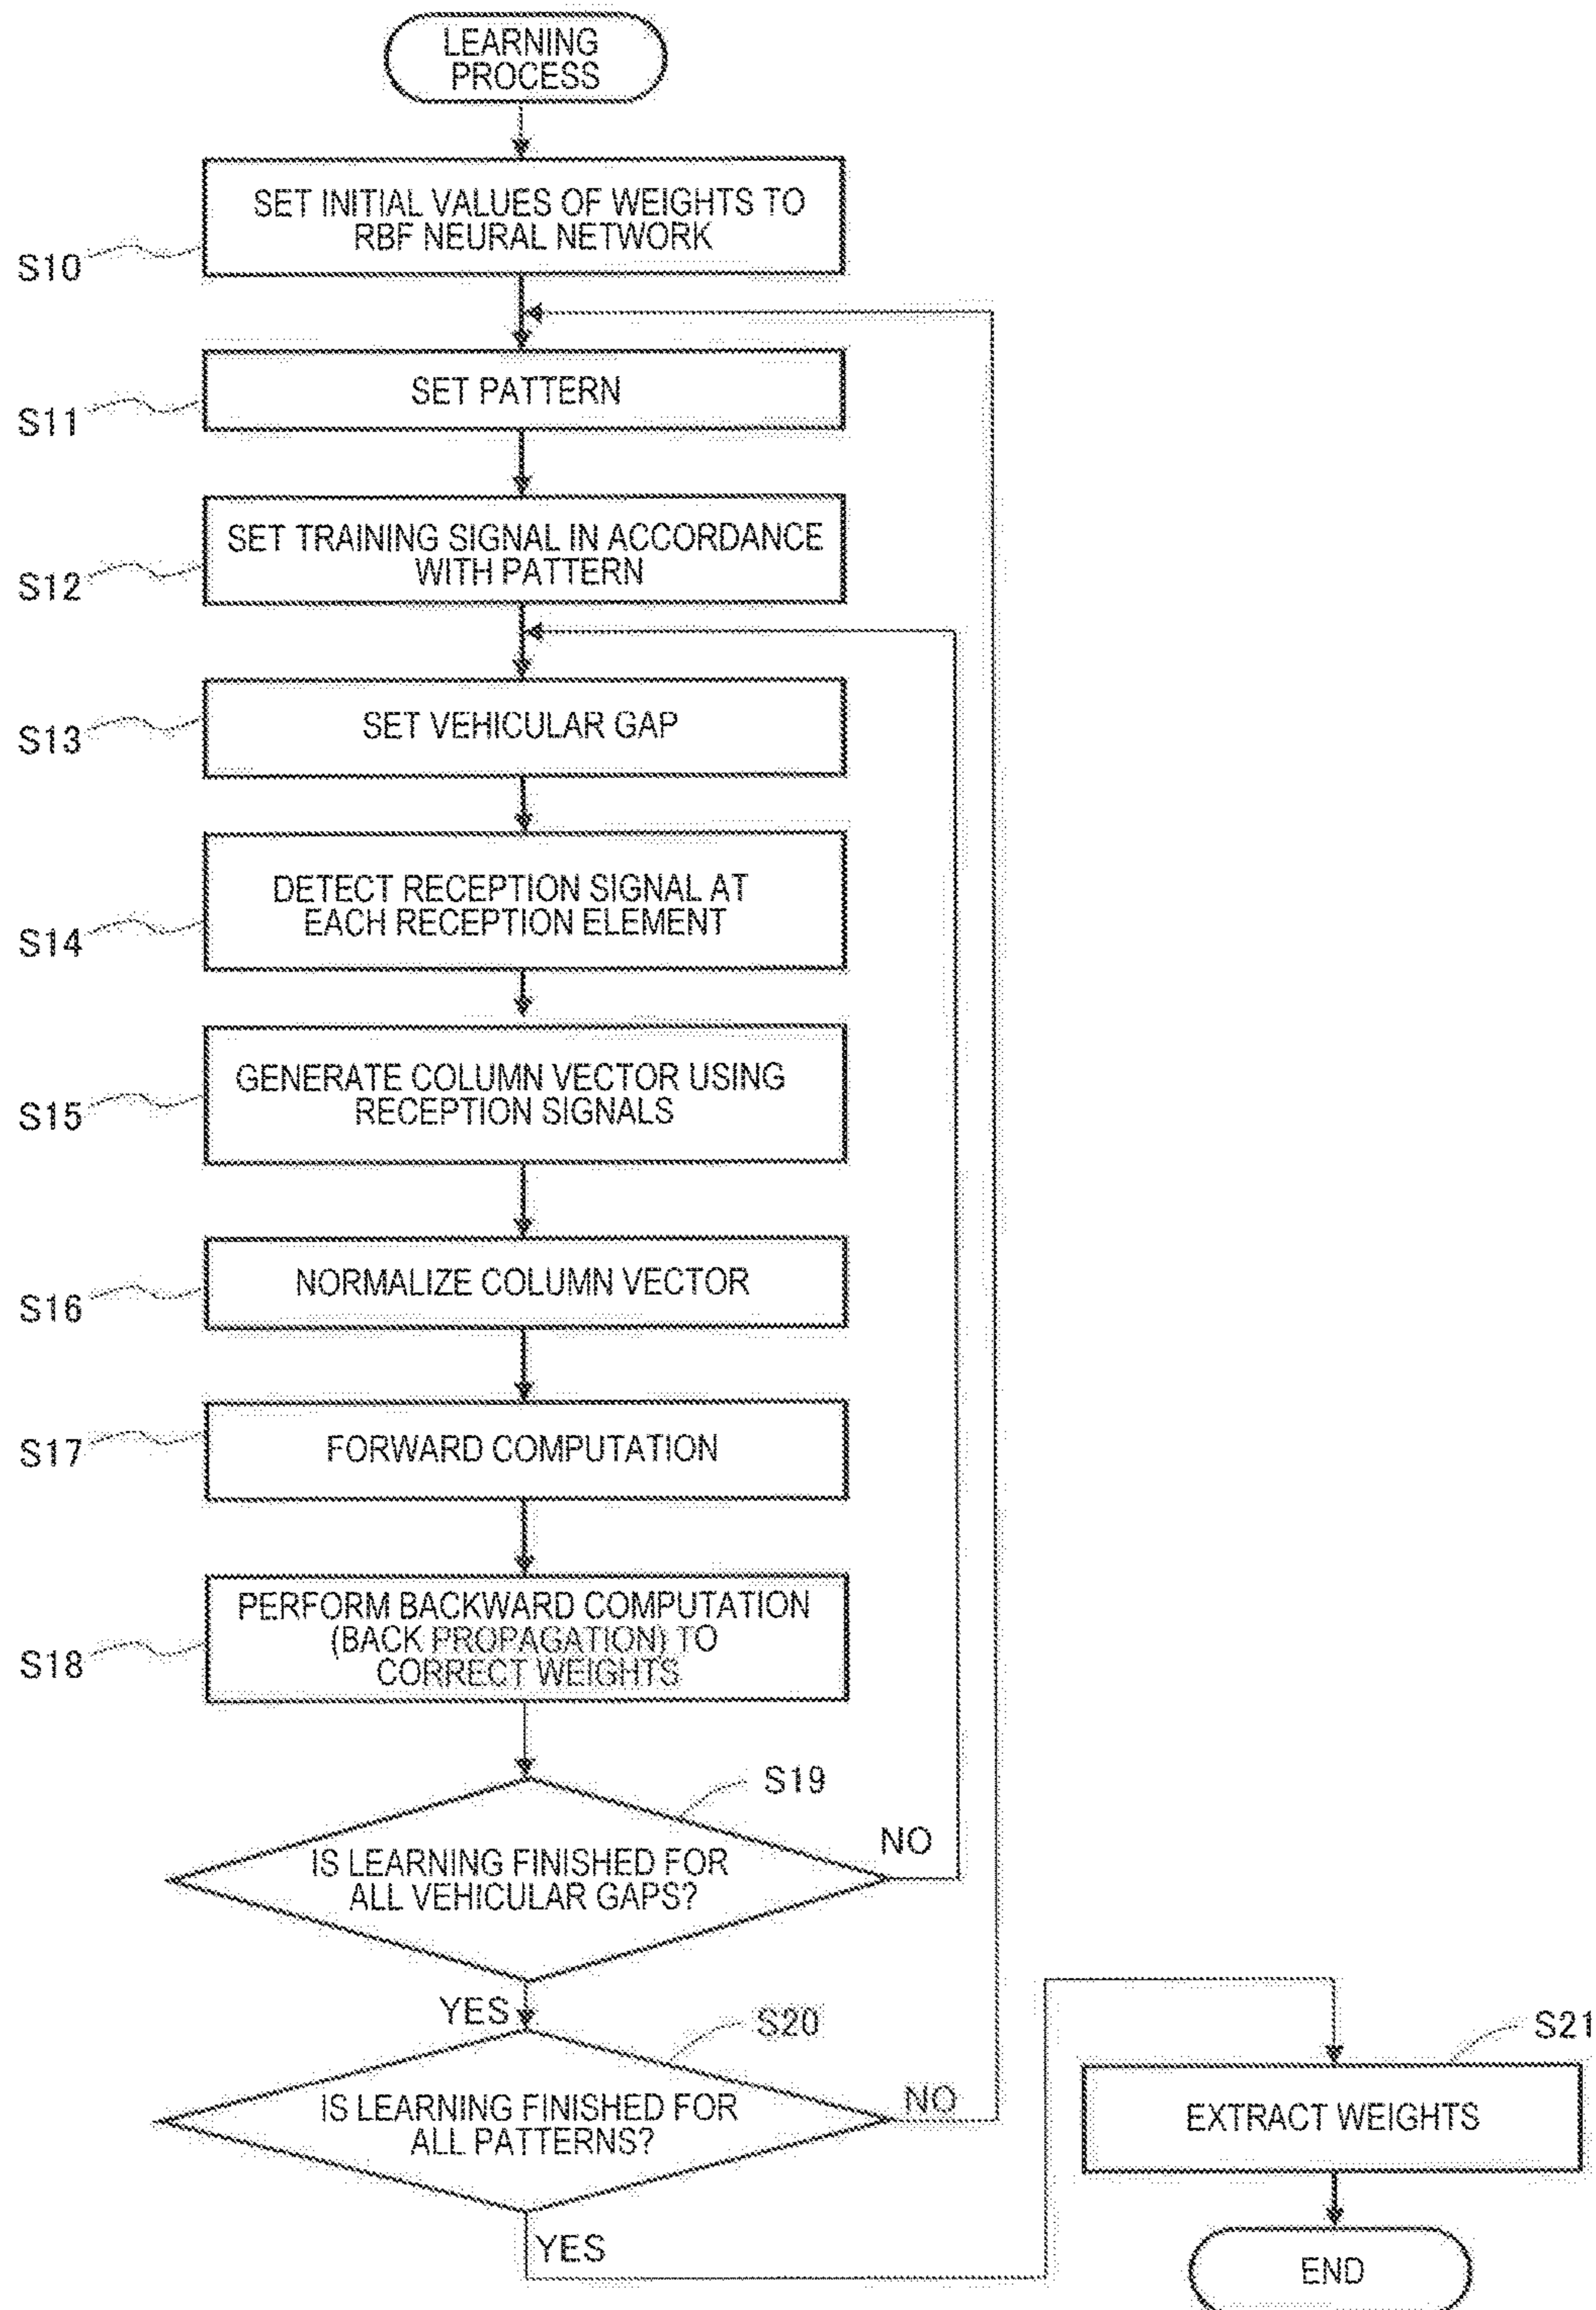 LEARNING
PROCESS
SET INITIAL VALUES OF WEIGHTS TO
RBF NEURAL NETWORK
S10
SET PATTERN
S11
SET TRAINING SIGNAL IN ACCORDANCE
WITH PATTERN
S12
SET VEHICULAR GAP
S13
DETECT RECEPTION SIGNAL AT
EACH RECEPTION ELEMENT
S14
GENERATE COLUMN VECTOR USING
RECEPTION SIGNALS
S15
NORMALIZE COLUMN VECTOR
S16
FORWARD COMPUTATION
S17
PERFORM BACKWARD COMPUTATION
(BACK PROPAGATION) TO
CORRECT WEIGHTS
S18
S19
NO
IS LEARNING FINISHED FOR
ALL VEHICULAR GAPS?
YES
S20
NO
IS LEARNING FINISHED FOR
ALL PATTERNS?
YES
S21
EXTRACT WEIGHTS
END